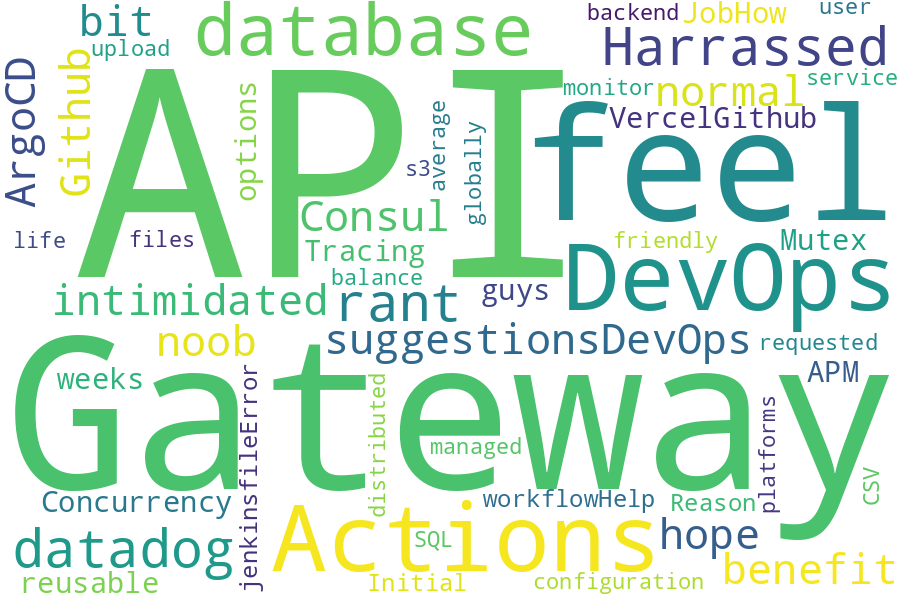 backend
JobHow
user
bit
database
Harrassed
upload
ArgoCD
Github
options
API
monitor
normal
service
VercelGithub
feel
s3
average
globally
Consul
life
files
Tracing
friendly
Mutex
balance
DevOps
intimidated
rant
guys
noob
suggestionsDevOps
requested
weeks
APM
Gateway
jenkinsfileError
distributed
managed
platforms
CSV
Concurrency
workflowHelp
Reason
datadog
Actions
SQL
hope
benefit
reusable
Initial
configuration